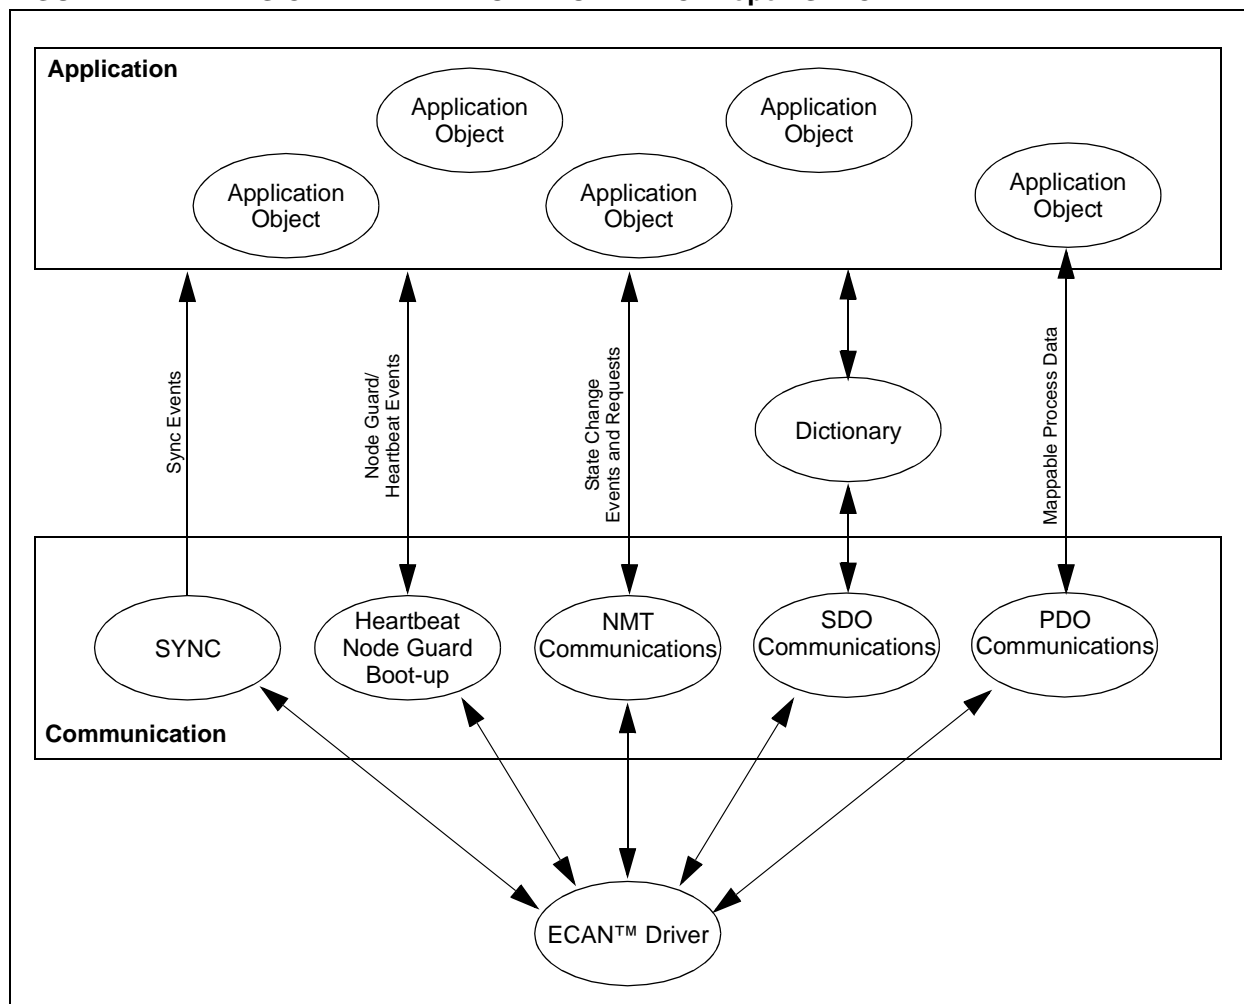 Application
Application
Object
Application
Object
Application
Object
Application
Object
Application
Object
Sync Events
Node Guard/
Heartbeat Events
State Change
Events and Requests
Mappable Process Data
Dictionary
SYNC
Heartbeat
Node Guard
Boot-up
NMT
Communications
SDO
Communications
PDO
Communications
Communication
ECAN™ Driver